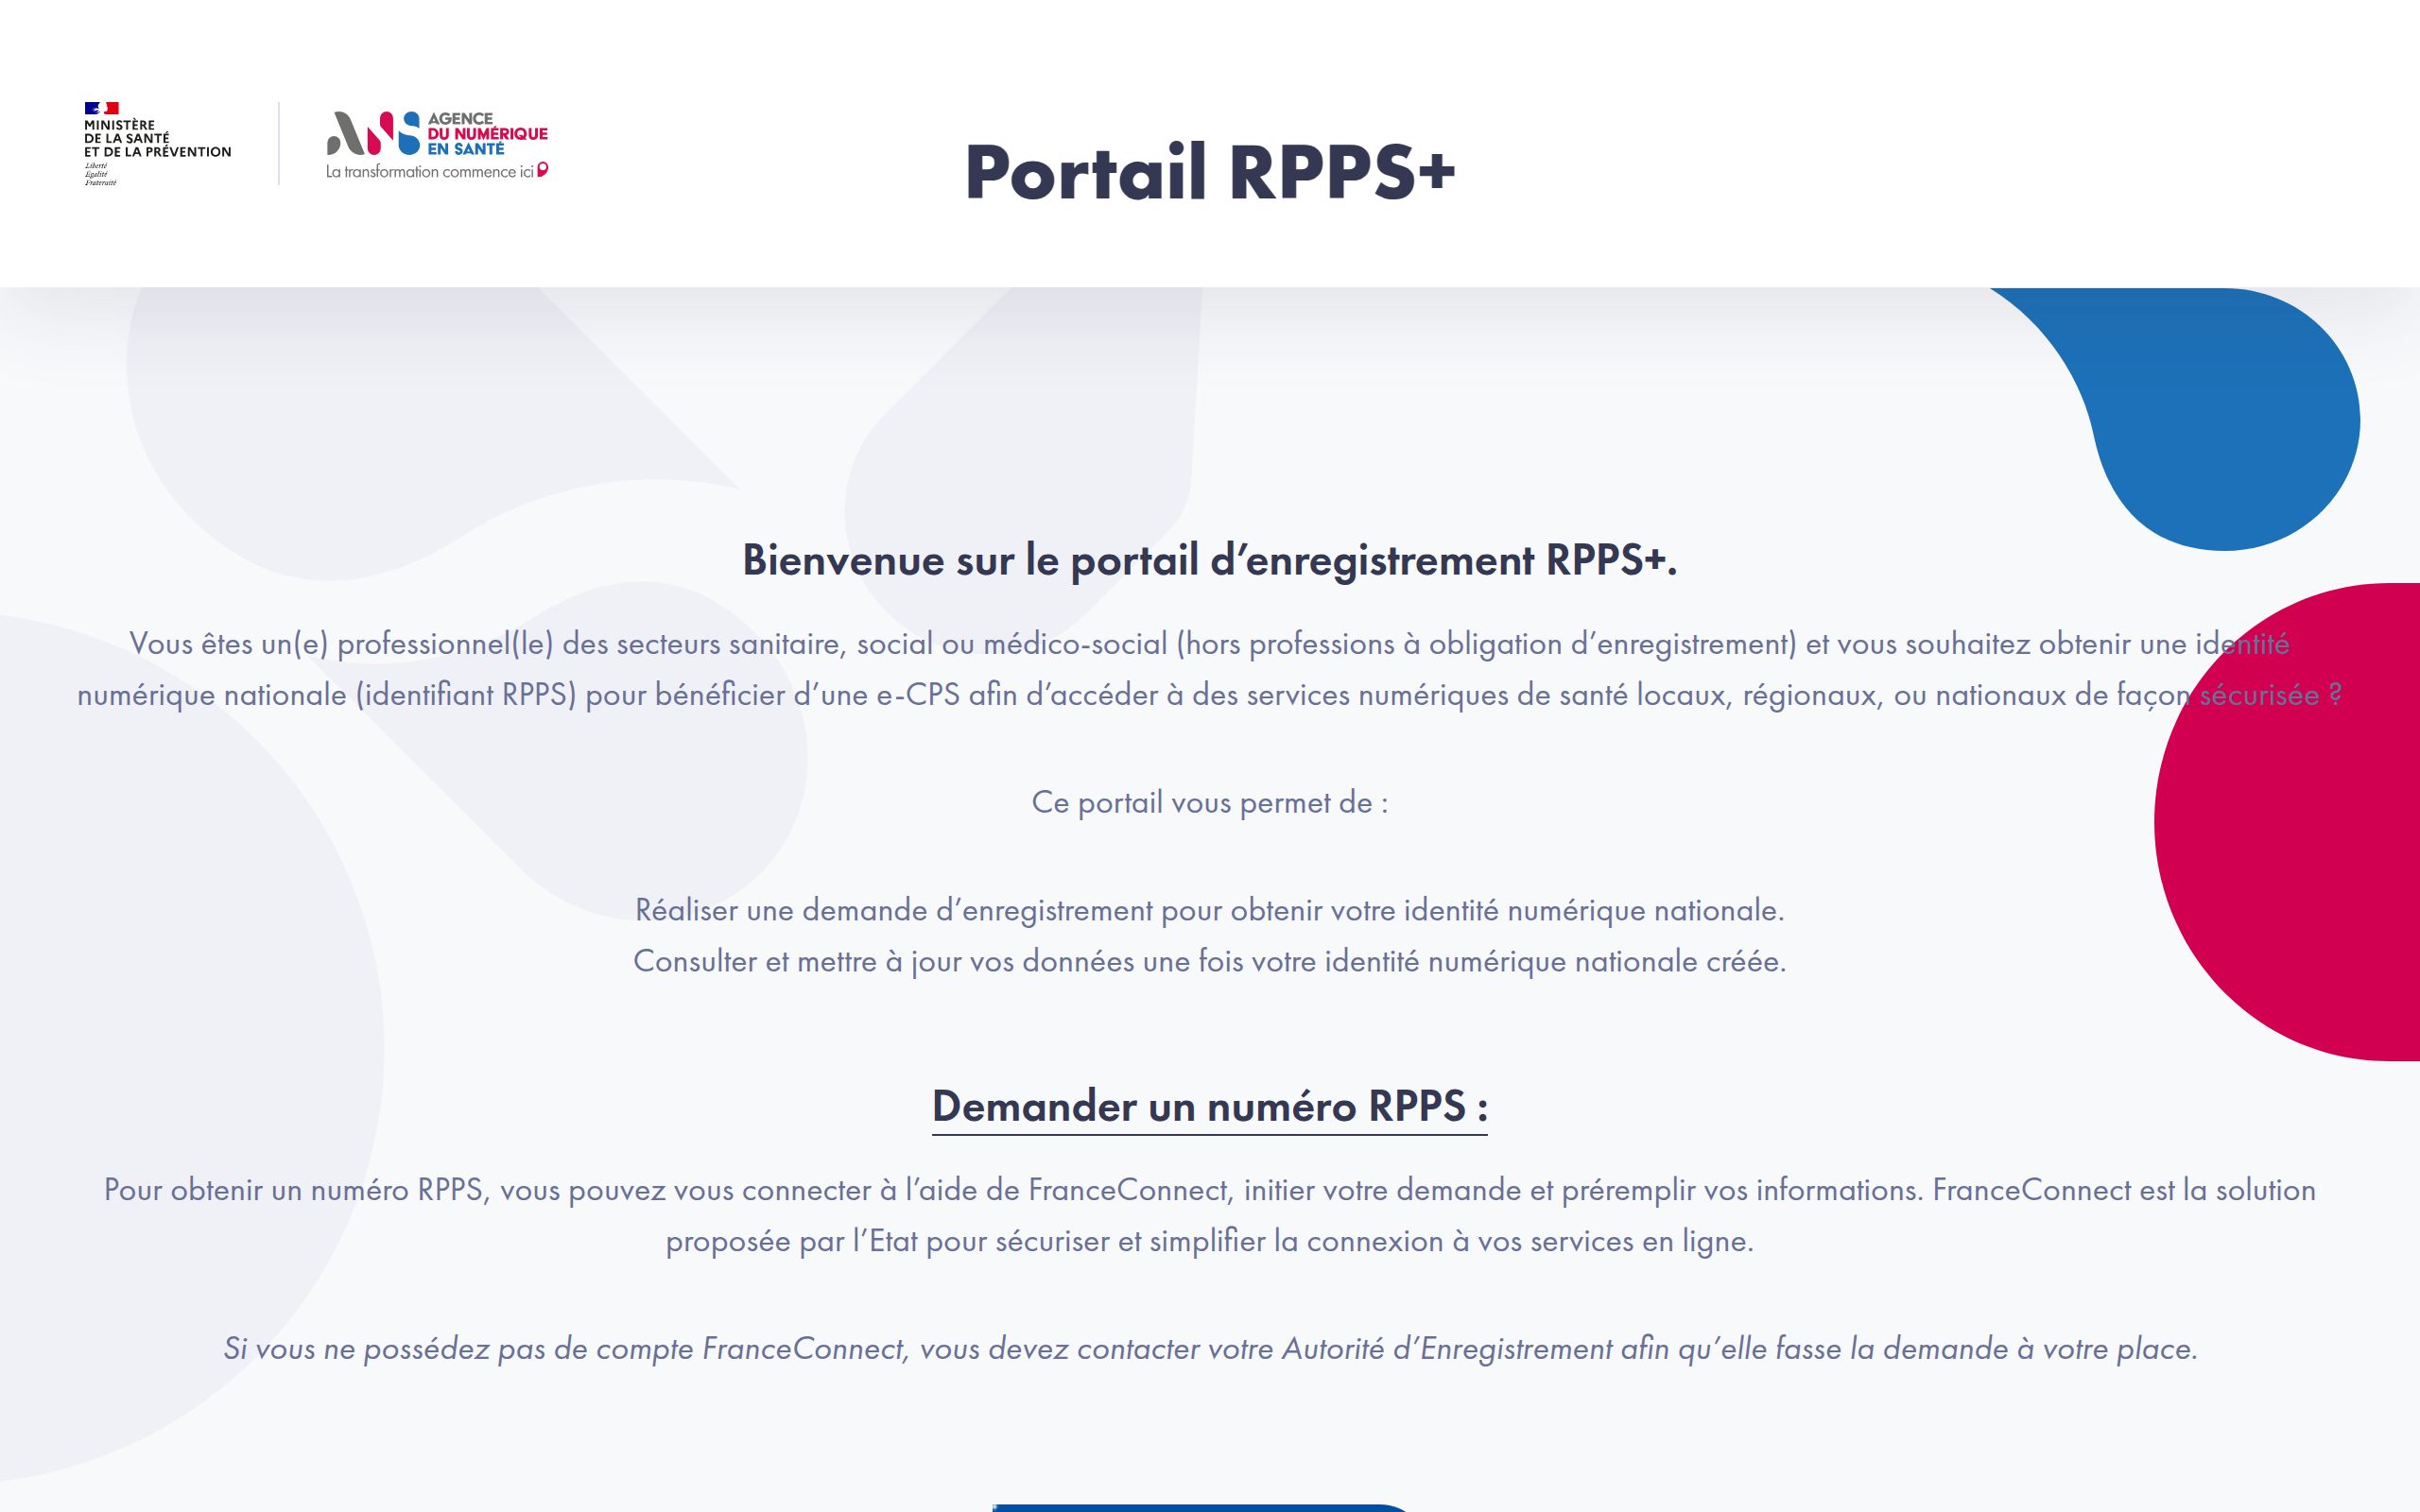 MINISTÈRE
DE LA SANTÉ
ET DE LA PRÉVENTION
Liberté
Égalité
Fraternité
ANS
AGENCE
DU NUMÉRIQUE
EN SANTÉ
La transformation commence ici
Portail RPPS+
Bienvenue sur le portail d’enregistrement RPPS+.
Vous êtes un(e) professionnel(le) des secteurs sanitaire, social ou médico-social (hors professions à obligation d’enregistrement) et vous souhaitez obtenir une identité
numérique nationale (identifiant RPPS) pour bénéficier d’une e-CPS afin d’accéder à des services numériques de santé locaux, régionaux, ou nationaux de façon sécurisée ?
Ce portail vous permet de :
Réaliser une demande d’enregistrement pour obtenir votre identité numérique nationale.
Consulter et mettre à jour vos données une fois votre identité numérique nationale créée.
Demander un numéro RPPS :
Pour obtenir un numéro RPPS, vous pouvez vous connecter à l’aide de FranceConnect, initier votre demande et préremplir vos informations. FranceConnect est la solution
proposée par l’Etat pour sécuriser et simplifier la connexion à vos services en ligne.
Si vous ne possédez pas de compte FranceConnect, vous devez contacter votre Autorité d’Enregistrement afin qu’elle fasse la demande à votre place.